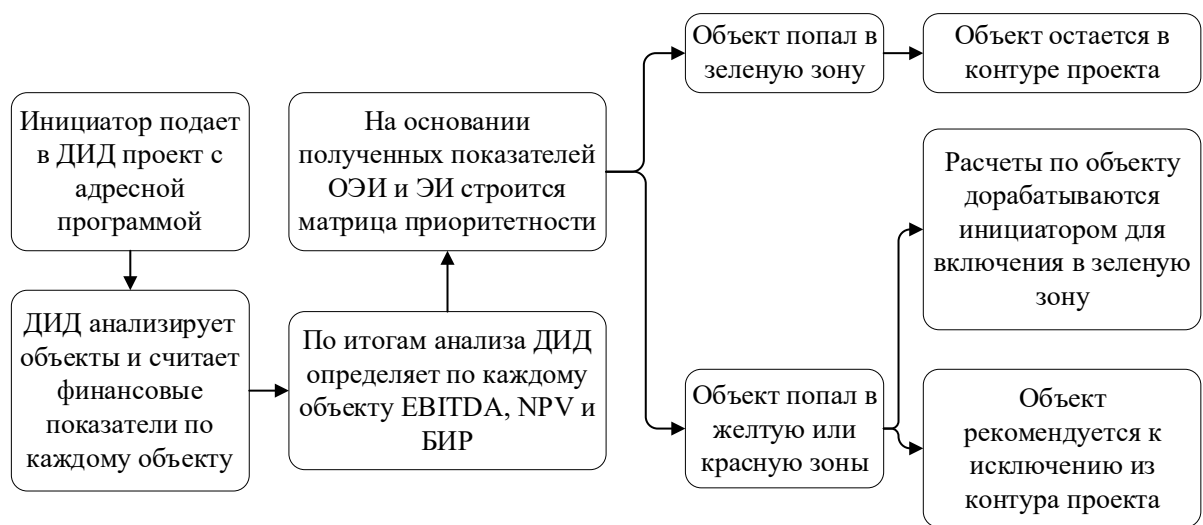 Инициатор подает
в ДИД проект с
адресной
программой
ДИД анализирует
объекты и считает
финансовые
показатели по
каждому объекту
По итогам анализа ДИД
определяет по каждому
объекту EBITDA, NPV и
БИР
На основании
полученных показателей
ОЭИ и ЭИ строится
матрица приоритетности
Объект попал в
зеленую зону
Объект остается в
контуре проекта
Объект попал в
желтую или
красную зоны
Расчеты по объекту
дорабатываются
инициатором для
включения в зеленую
зону
Объект
рекомендуется к
исключению из
контура проекта